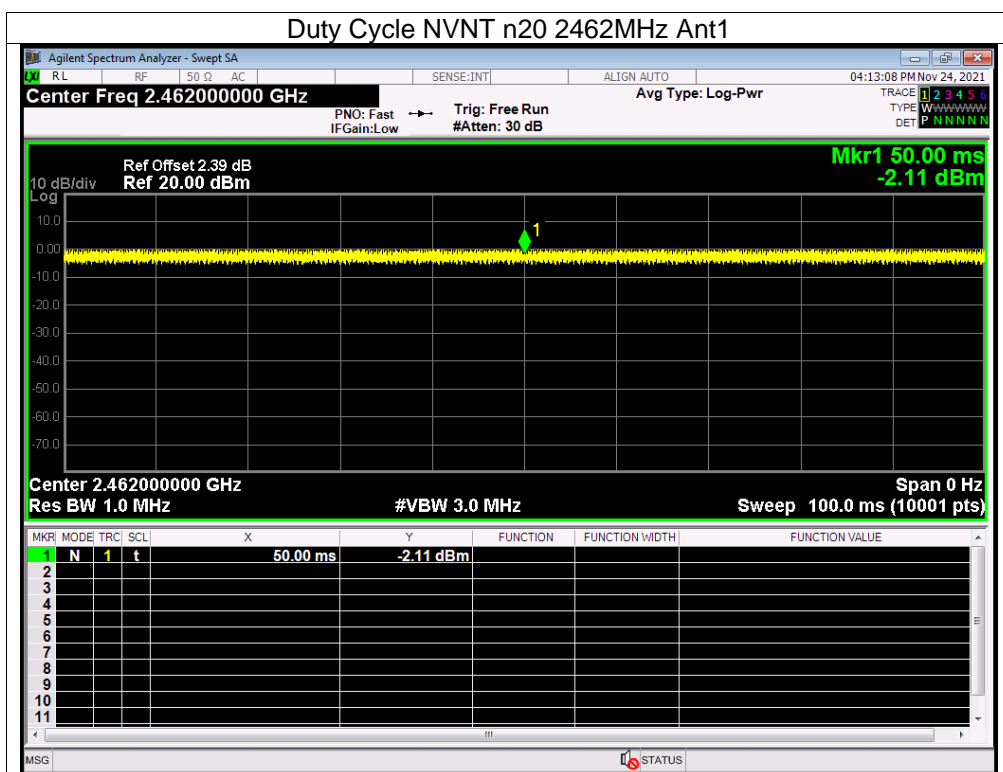 Duty Cycle NVNT n20 2462MHz Ant1
Agilent Spectrum Analyzer - Swept SA
LXI RL RF 50 Ω AC SENSE:INT ALIGN AUTO 04:13:08 PM Nov 24, 2021
Center Freq 2.462000000 GHz Avg Type: Log-Pwr TRACE 1 2 3 4 5 6
PNO: Fast Trig: Free Run TYPE WWWWWW
IFGain:Low #Atten: 30 dB DET P N N N N N
Mkr1 50.00 ms
Ref Offset 2.39 dB
10 dB/div Ref 20.00 dBm -2.11 dBm
Log
10.0
1
0.00
-10.0
-20.0
-30.0
-40.0
-50.0
-60.0
-70.0
Center 2.462000000 GHz Span 0 Hz
Res BW 1.0 MHz #VBW 3.0 MHz Sweep 100.0 ms (10001 pts)
MKR MODE TRC SCL X Y FUNCTION FUNCTION WIDTH FUNCTION VALUE
1 N 1 t 50.00 ms -2.11 dBm
2
3
4
5
6
7
8
9
10
11
MSG STATUS